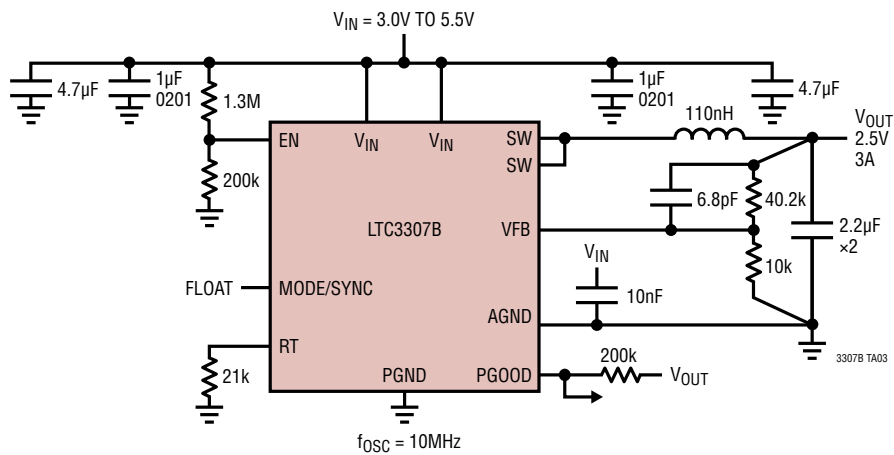 V_IN = 3.0V TO 5.5V
4.7µF
1µF
0201
1.3M
1µF
0201
4.7µF
110nH
V_OUT
2.5V
3A
EN
V_IN
V_IN
SW
SW
200k
6.8pF
40.2k
LTC3307B
VFB
2.2µF
×2
V_IN
10k
FLOAT
MODE/SYNC
10nF
AGND
RT
200k
3307B TA03
21k
PGND
PGOOD
V_OUT
f_OSC = 10MHz